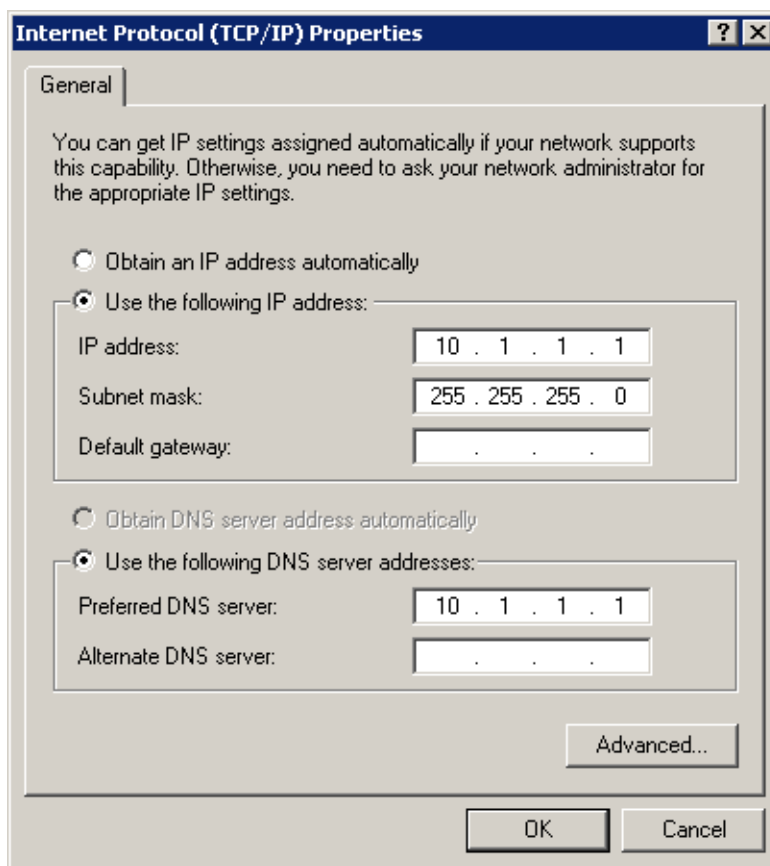 Internet Protocol (TCP/IP) Properties
General
You can get IP settings assigned automatically if your network supports
this capability. Otherwise, you need to ask your network administrator for
the appropriate IP settings.
Obtain an IP address automatically
Use the following IP address:
IP address: 10 . 1 . 1 . 1
Subnet mask: 255 . 255 . 255 . 0
Default gateway: . . .
Obtain DNS server address automatically
Use the following DNS server addresses:
Preferred DNS server: 10 . 1 . 1 . 1
Alternate DNS server: . . .
Advanced...
OK Cancel